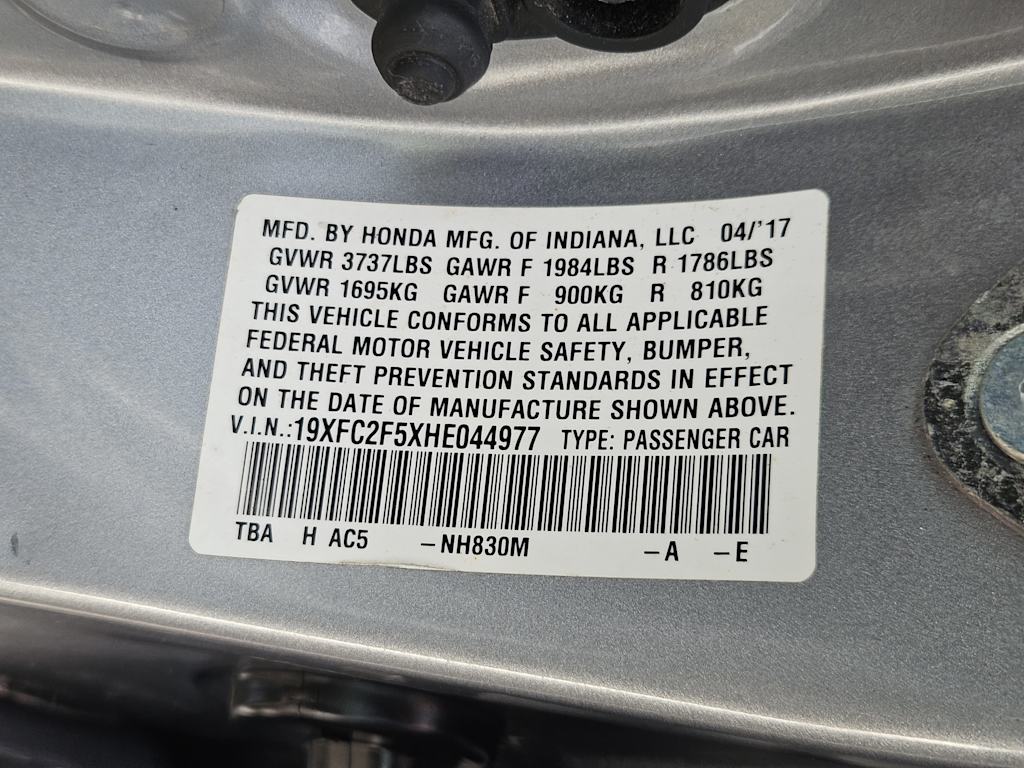 MFD. BY HONDA MFG. OF INDIANA, LLC 04/'17
GVWR 3737LBS GAWR F 1984LBS R 1786LBS
GVWR 1695KG GAWR F 900KG R 810KG
THIS VEHICLE CONFORMS TO ALL APPLICABLE
FEDERAL MOTOR VEHICLE SAFETY, BUMPER,
AND THEFT PREVENTION STANDARDS IN EFFECT
ON THE DATE OF MANUFACTURE SHOWN ABOVE.
V.I.N.:19XFC2F5XHE044977 TYPE: PASSENGER CAR
TBA H AC5 –NH830M –A –E